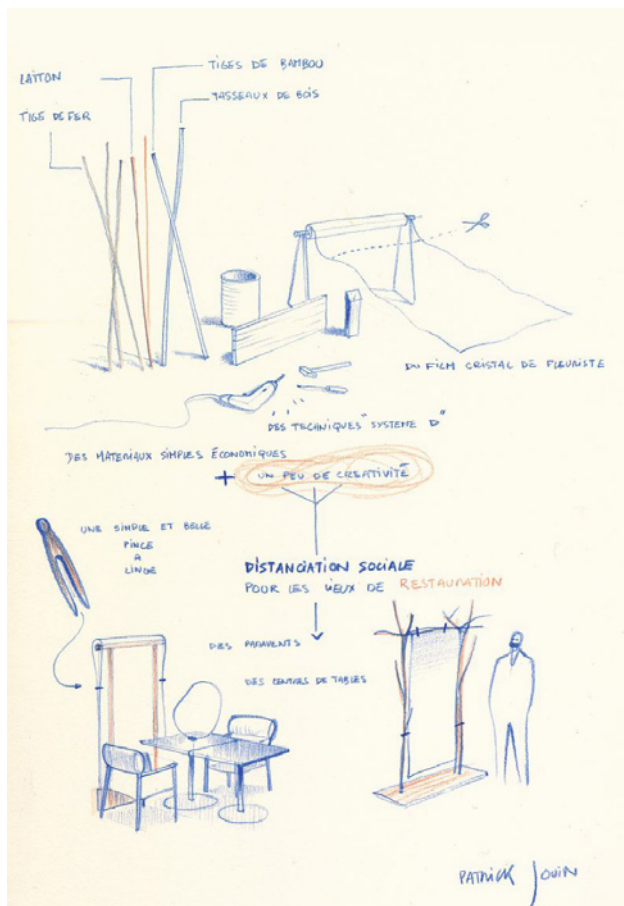 LAITON
TIGES DE BAMBOU
TASSEAUX DE BOIS
TIGE DE FER
DU FILM CRISTAL DE FLEURISTE
DES TECHNIQUES "SYSTEME D"
DES MATERIAUX SIMPLES ÉCONOMIQUES
+ UN PEU DE CREATIVITÉ
UNE SIMPLE ET BELLE
PINCE
A
LINGE
DISTANCIATION SOCIALE
POUR LES LIEUX DE RESTAURATION
DES PARAVENTS
DES CENTRES DE TABLES
PATRICK JOUIN